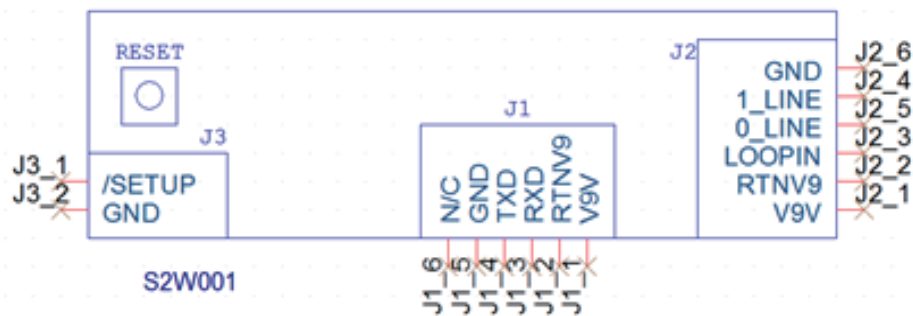 RESET
J3
J3_1
/SETUP
J3_2
GND
S2W001
J1
N/C
GND
TXD
RXD
RTNV9
V9V
J1_6
J1_5
J1_4
J1_3
J1_2
J1_1
J2
GND
J2_6
1_LINE
J2_4
0_LINE
J2_5
LOOPIN
J2_3
RTNV9
J2_2
V9V
J2_1